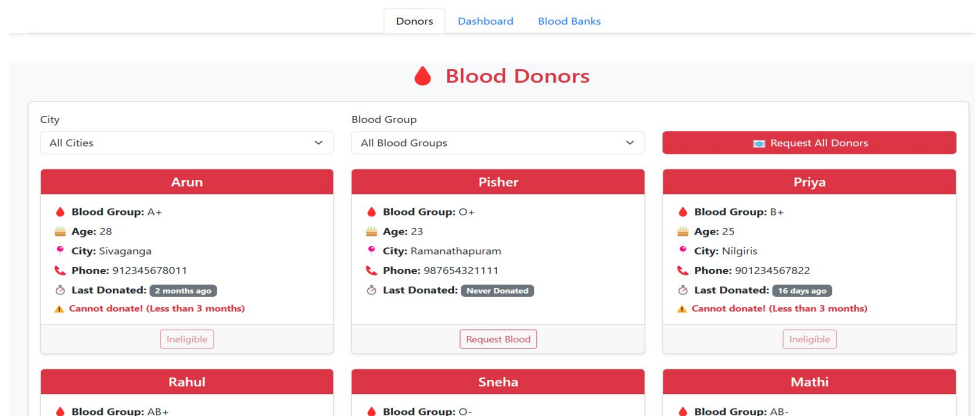 Donors Dashboard Blood Banks
Blood Donors
City
All Cities
Blood Group
All Blood Groups
Request All Donors
Arun
Blood Group: A+
Age: 28
City: Sivaganga
Phone: 912345678011
Last Donated: 2 months ago
Cannot donate! (Less than 3 months)
Ineligible
Pisher
Blood Group: O+
Age: 23
City: Ramanathapuram
Phone: 987654321111
Last Donated: Never Donated
Request Blood
Priya
Blood Group: B+
Age: 25
City: Nilgiris
Phone: 901234567822
Last Donated: 16 days ago
Cannot donate! (Less than 3 months)
Ineligible
Rahul
Blood Group: AB+
Sneha
Blood Group: O-
Mathi
Blood Group: AB-